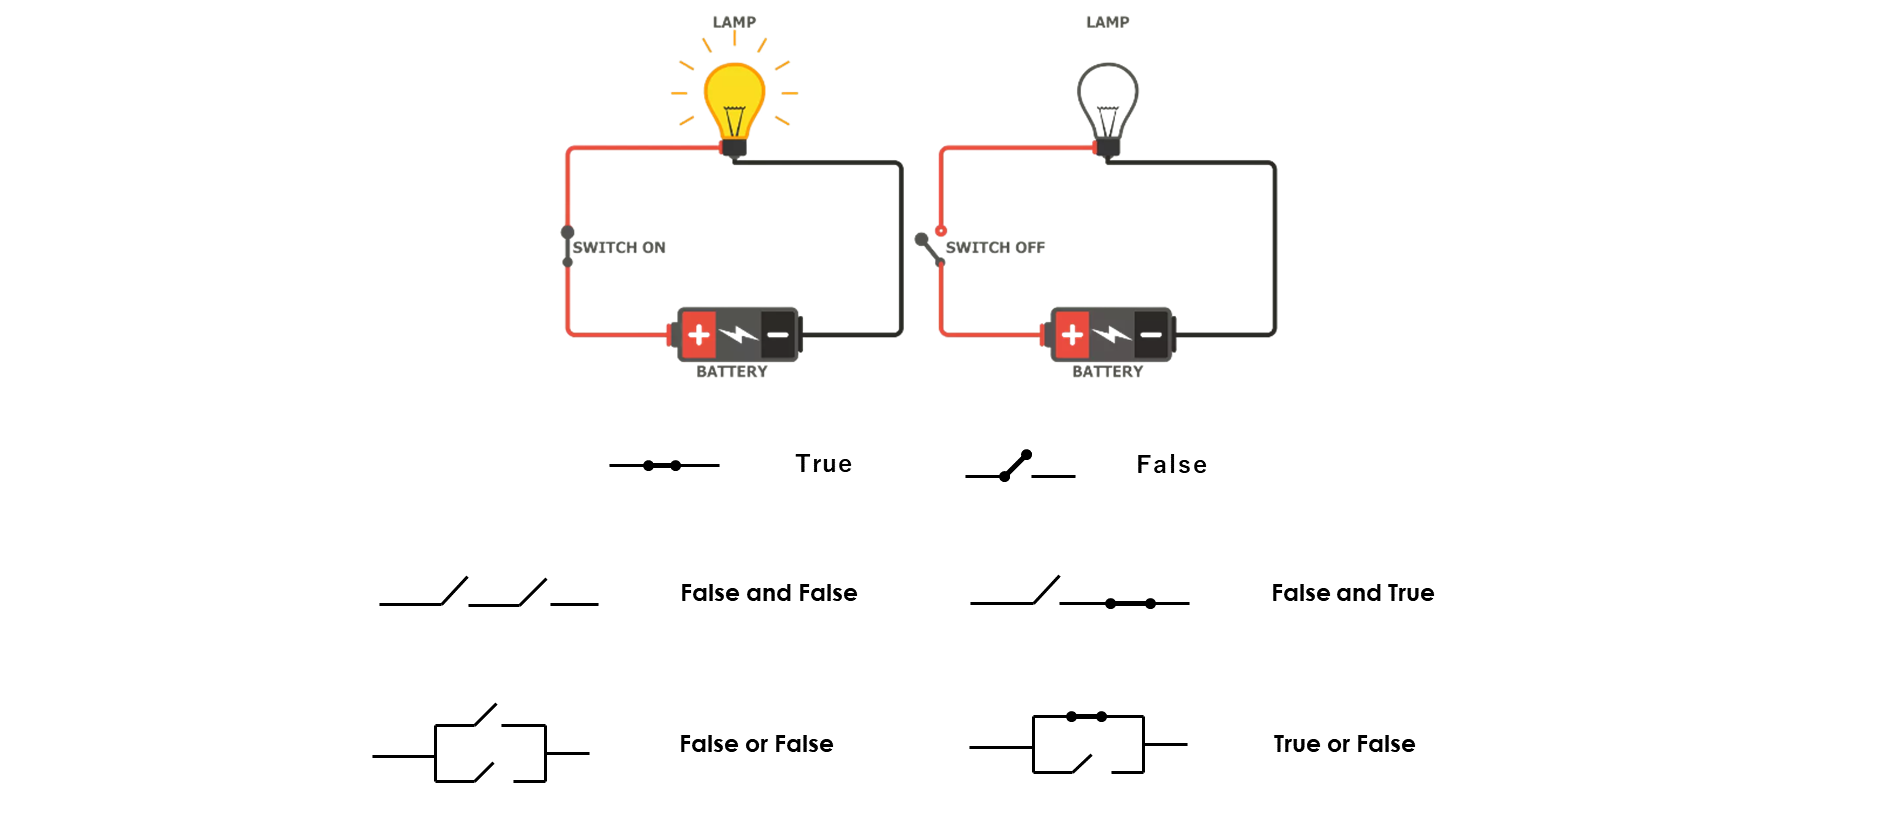 LAMP
LAMP
SWITCH ON
SWITCH OFF
BATTERY
BATTERY
True
False
False and False
False and True
False or False
True or False